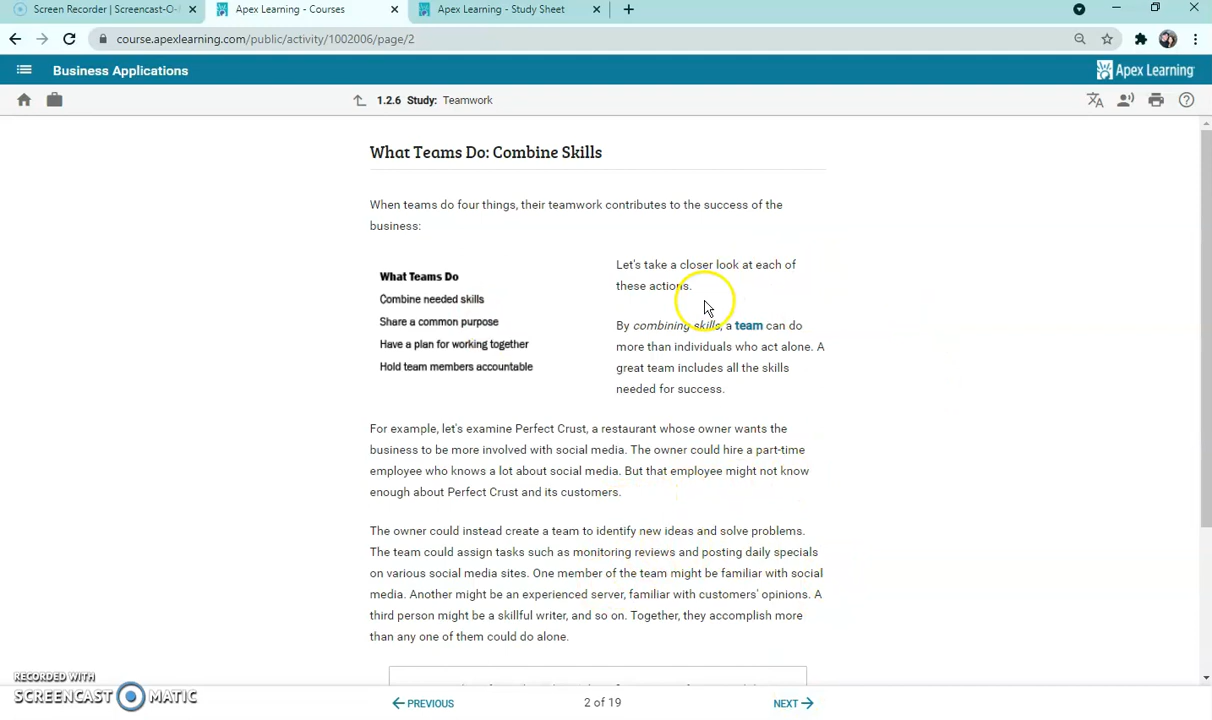 Screen Recorder | Screencast-O-
Apex Learning - Courses
Apex Learning - Study Sheet
course.apexlearning.com/public/activity/1002006/page/2
Business Applications
Apex Learning
1.2.6 Study: Teamwork
What Teams Do: Combine Skills
When teams do four things, their teamwork contributes to the success of the
business:
What Teams Do
Combine needed skills
Share a common purpose
Have a plan for working together
Hold team members accountable
Let's take a closer look at each of
these actions.
By combining skills, a team can do
more than individuals who act alone. A
great team includes all the skills
needed for success.
For example, let's examine Perfect Crust, a restaurant whose owner wants the
business to be more involved with social media. The owner could hire a part-time
employee who knows a lot about social media. But that employee might not know
enough about Perfect Crust and its customers.
The owner could instead create a team to identify new ideas and solve problems.
The team could assign tasks such as monitoring reviews and posting daily specials
on various social media sites. One member of the team might be familiar with social
media. Another might be an experienced server, familiar with customers' opinions. A
third person might be a skillful writer, and so on. Together, they accomplish more
than any one of them could do alone.
RECORDED WITH
SCREENCAST MATIC
PREVIOUS
2 of 19
NEXT